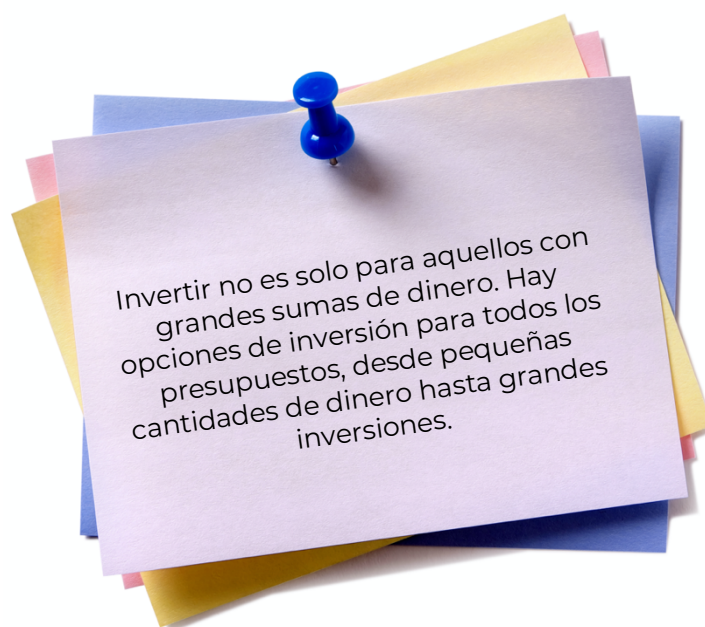 Invertir no es solo para aquellos con
grandes sumas de dinero. Hay
opciones de inversión para todos los
presupuestos, desde pequeñas
cantidades de dinero hasta grandes
inversiones.